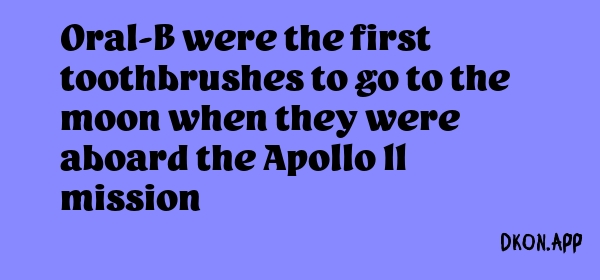 Oral-B were the first
toothbrushes to go to the
moon when they were
aboard the Apollo 11
mission
DKON.APP